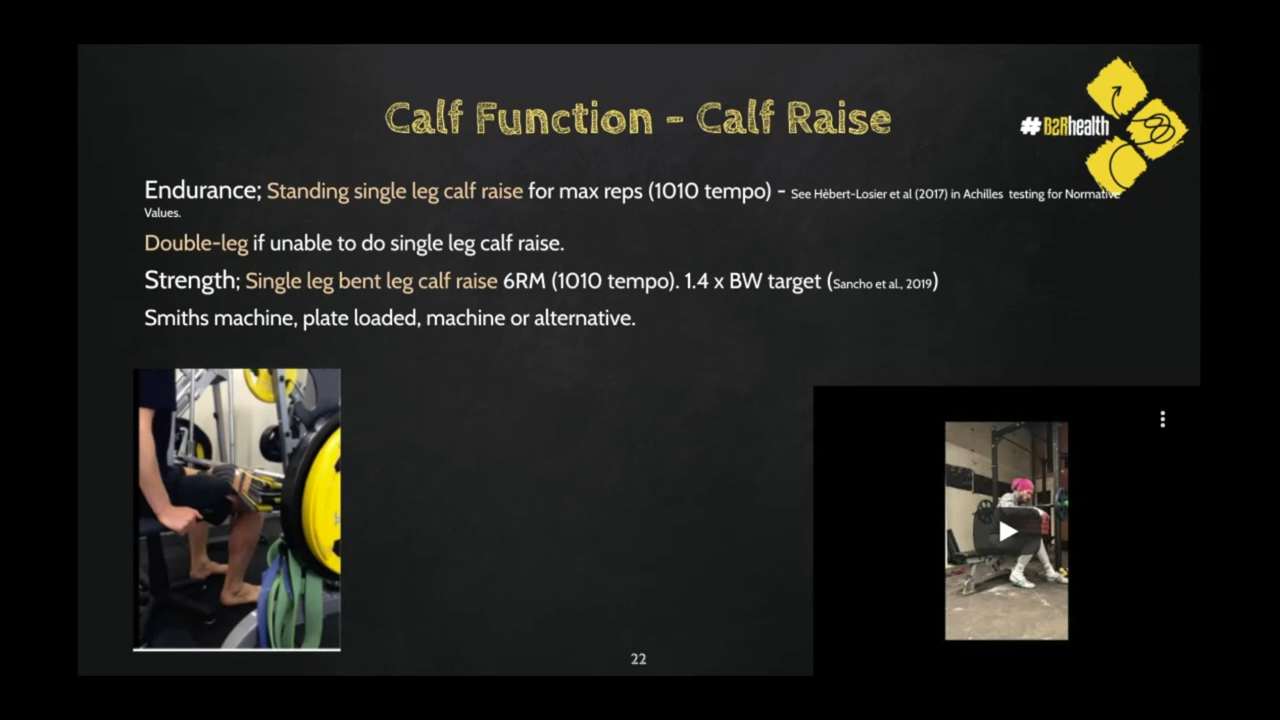 Calf Function - Calf Raise
#B2Rhealth
Endurance; Standing single leg calf raise for max reps (1010 tempo) - See Hèbert-Losier et al (2017) in Achilles testing for Normative
Values.
Double-leg if unable to do single leg calf raise.
Strength; Single leg bent leg calf raise 6RM (1010 tempo). 1.4 x BW target (Sancho et al., 2019)
Smiths machine, plate loaded, machine or alternative.
22